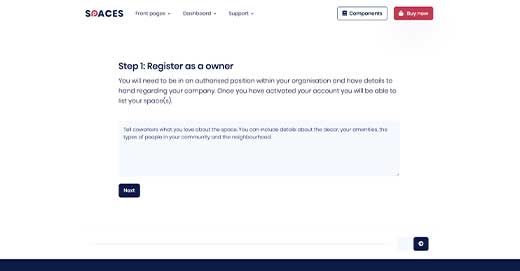 SPACES Front pages Dashboard Support Components Buy now
Step 1: Register as a owner
You will need to be in an authorised position within your organisation and have details to
hand regarding your company. Once you have activated your account you will be able to
list your space(s).
Tell coworkers what you love about the space. You can include details about the decor, your amenities, the
types of people in your community and the neighbourhood.
Next